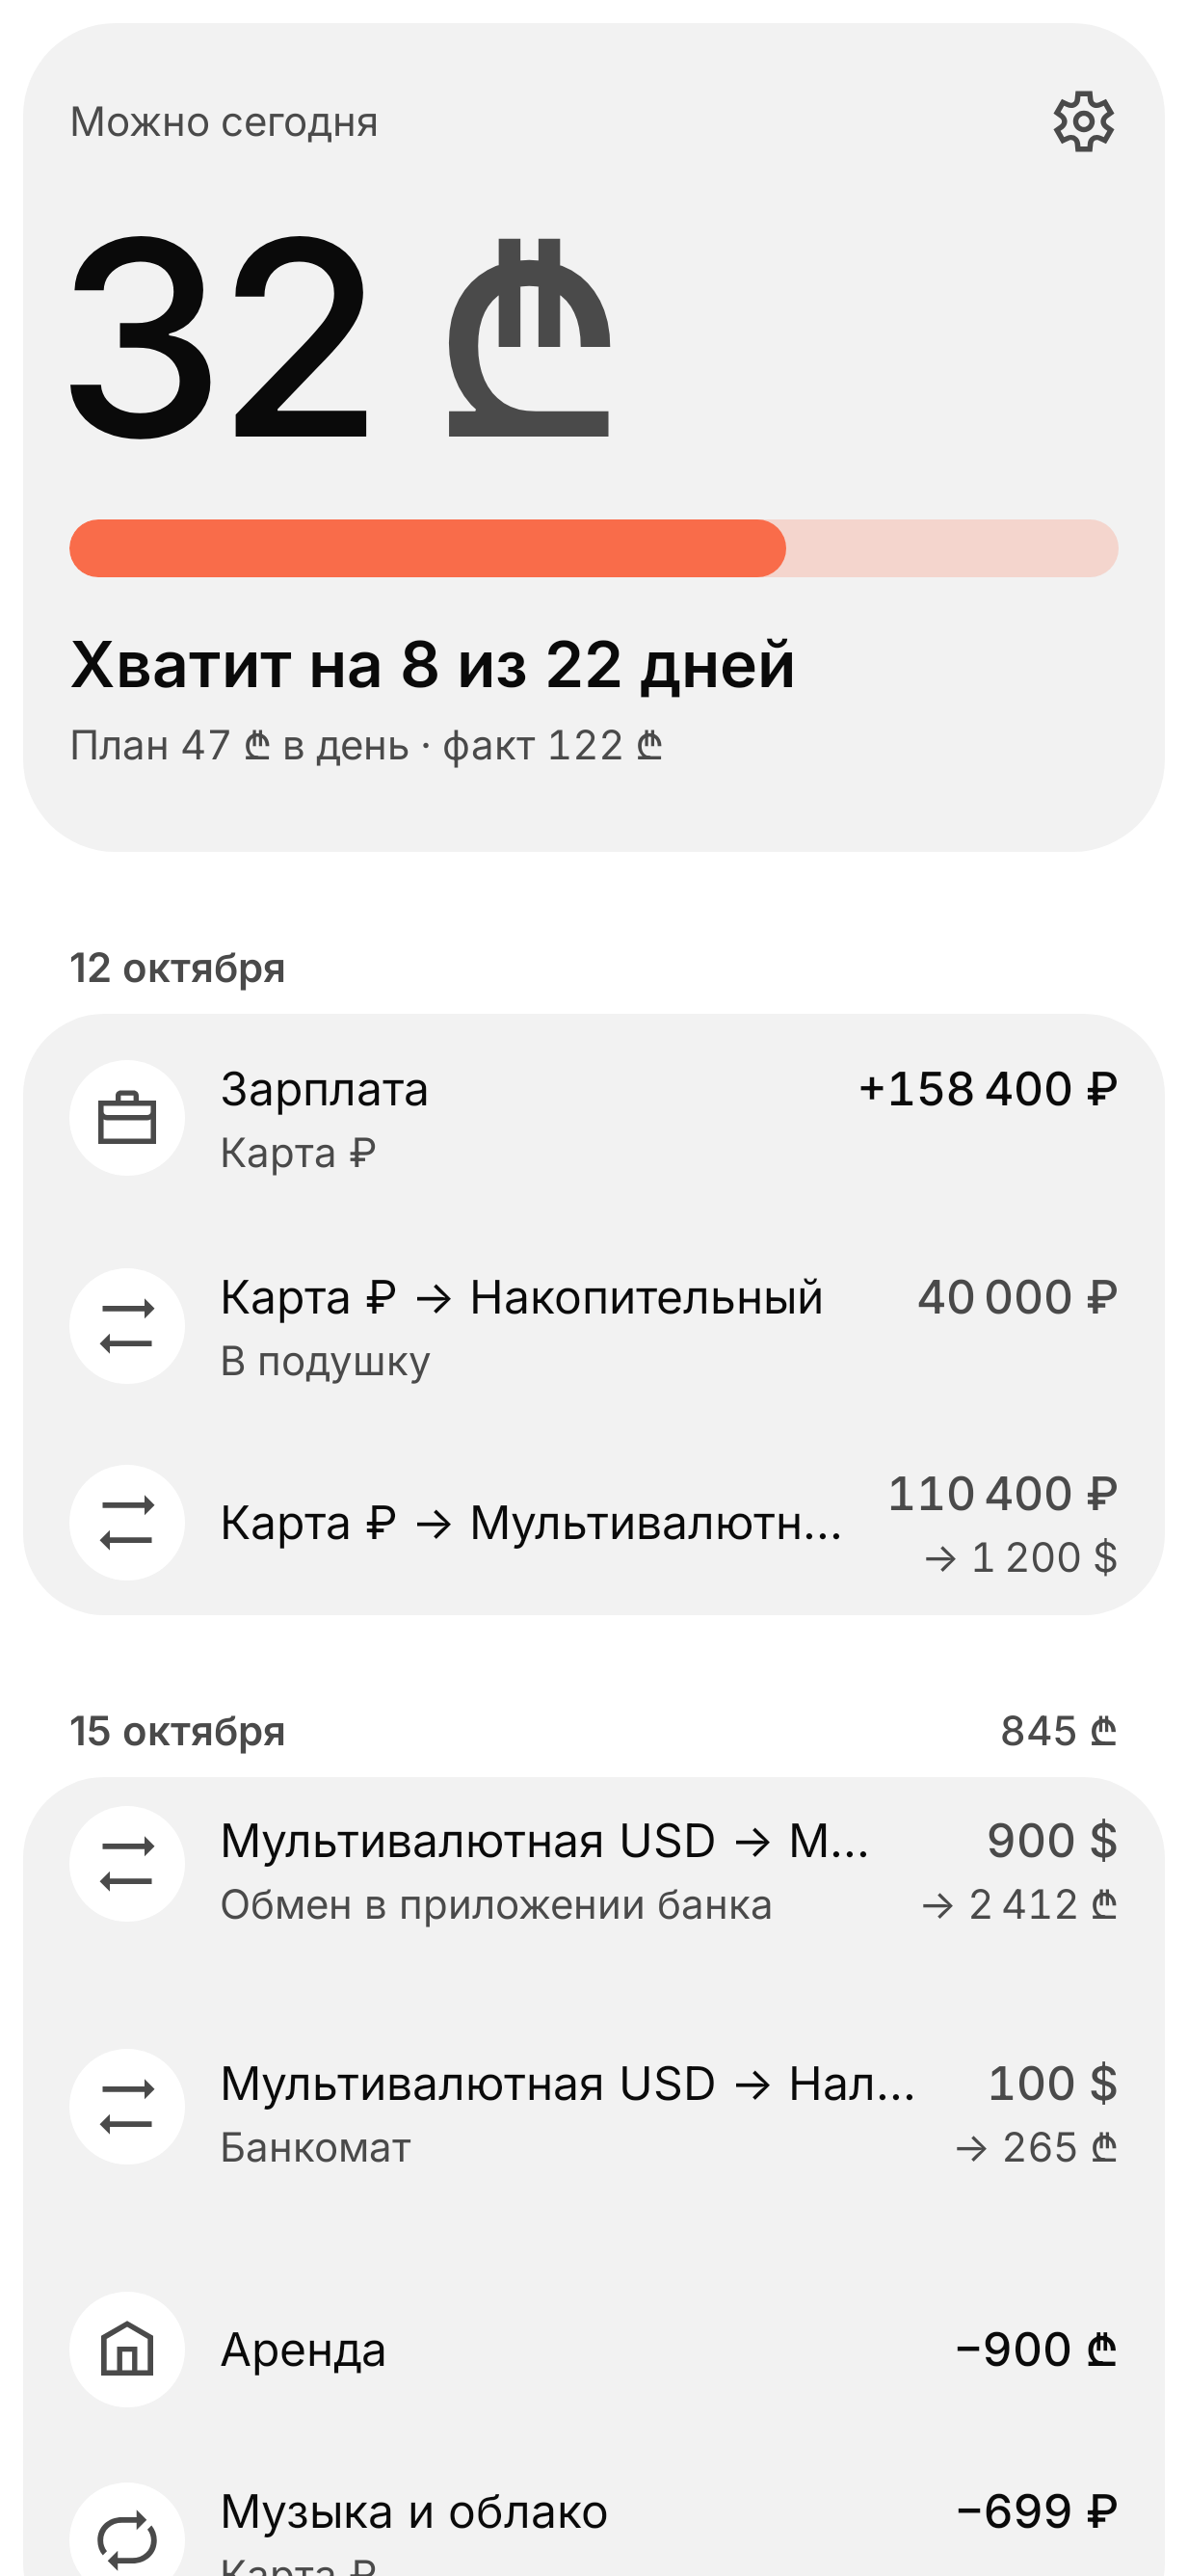 Можно сегодня
32 ₾
Хватит на 8 из 22 дней
План 47 ₾ в день · факт 122 ₾
12 октября
Зарплата +158 400 ₽
Карта ₽
Карта ₽ → Накопительный 40 000 ₽
В подушку
Карта ₽ → Мультивалютн... 110 400 ₽
→ 1 200 $
15 октября 845 ₾
Мультивалютная USD → М... 900 $
Обмен в приложении банка → 2 412 ₾
Мультивалютная USD → Нал... 100 $
Банкомат → 265 ₾
Аренда −900 ₾
Музыка и облако −699 ₽
Карта ₽